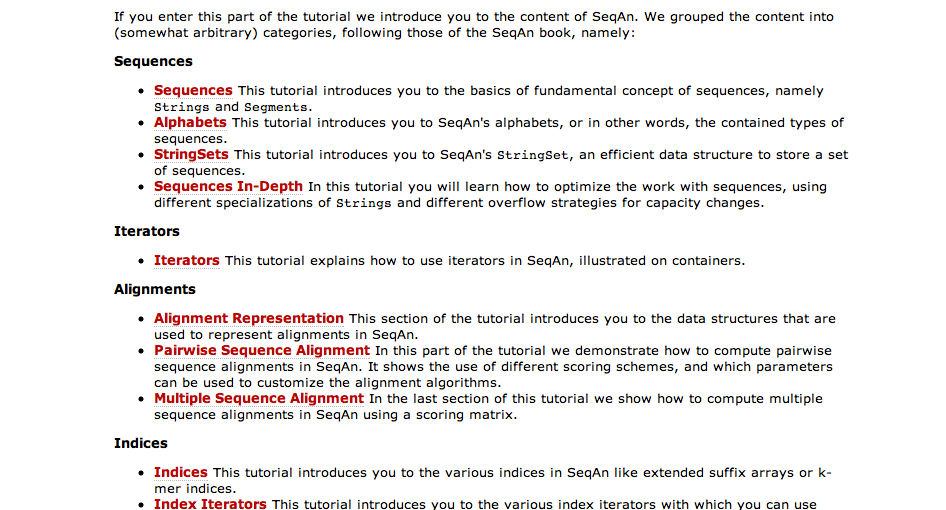 If you enter this part of the tutorial we introduce you to the content of SeqAn. We grouped the content into
(somewhat arbitrary) categories, following those of the SeqAn book, namely:
Sequences
• Sequences This tutorial introduces you to the basics of fundamental concept of sequences, namely
Strings and Segments.
• Alphabets This tutorial introduces you to SeqAn's alphabets, or in other words, the contained types of
sequences.
• StringSets This tutorial introduces you to SeqAn's StringSet, an efficient data structure to store a set
of sequences.
• Sequences In-Depth In this tutorial you will learn how to optimize the work with sequences, using
different specializations of Strings and different overflow strategies for capacity changes.
Iterators
• Iterators This tutorial explains how to use iterators in SeqAn, illustrated on containers.
Alignments
• Alignment Representation This section of the tutorial introduces you to the data structures that are
used to represent alignments in SeqAn.
• Pairwise Sequence Alignment In this part of the tutorial we demonstrate how to compute pairwise
sequence alignments in SeqAn. It shows the use of different scoring schemes, and which parameters
can be used to customize the alignment algorithms.
• Multiple Sequence Alignment In the last section of this tutorial we show how to compute multiple
sequence alignments in SeqAn using a scoring matrix.
Indices
• Indices This tutorial introduces you to the various indices in SeqAn like extended suffix arrays or k-
mer indices.
• Index Iterators This tutorial introduces you to the various index iterators with which you can use